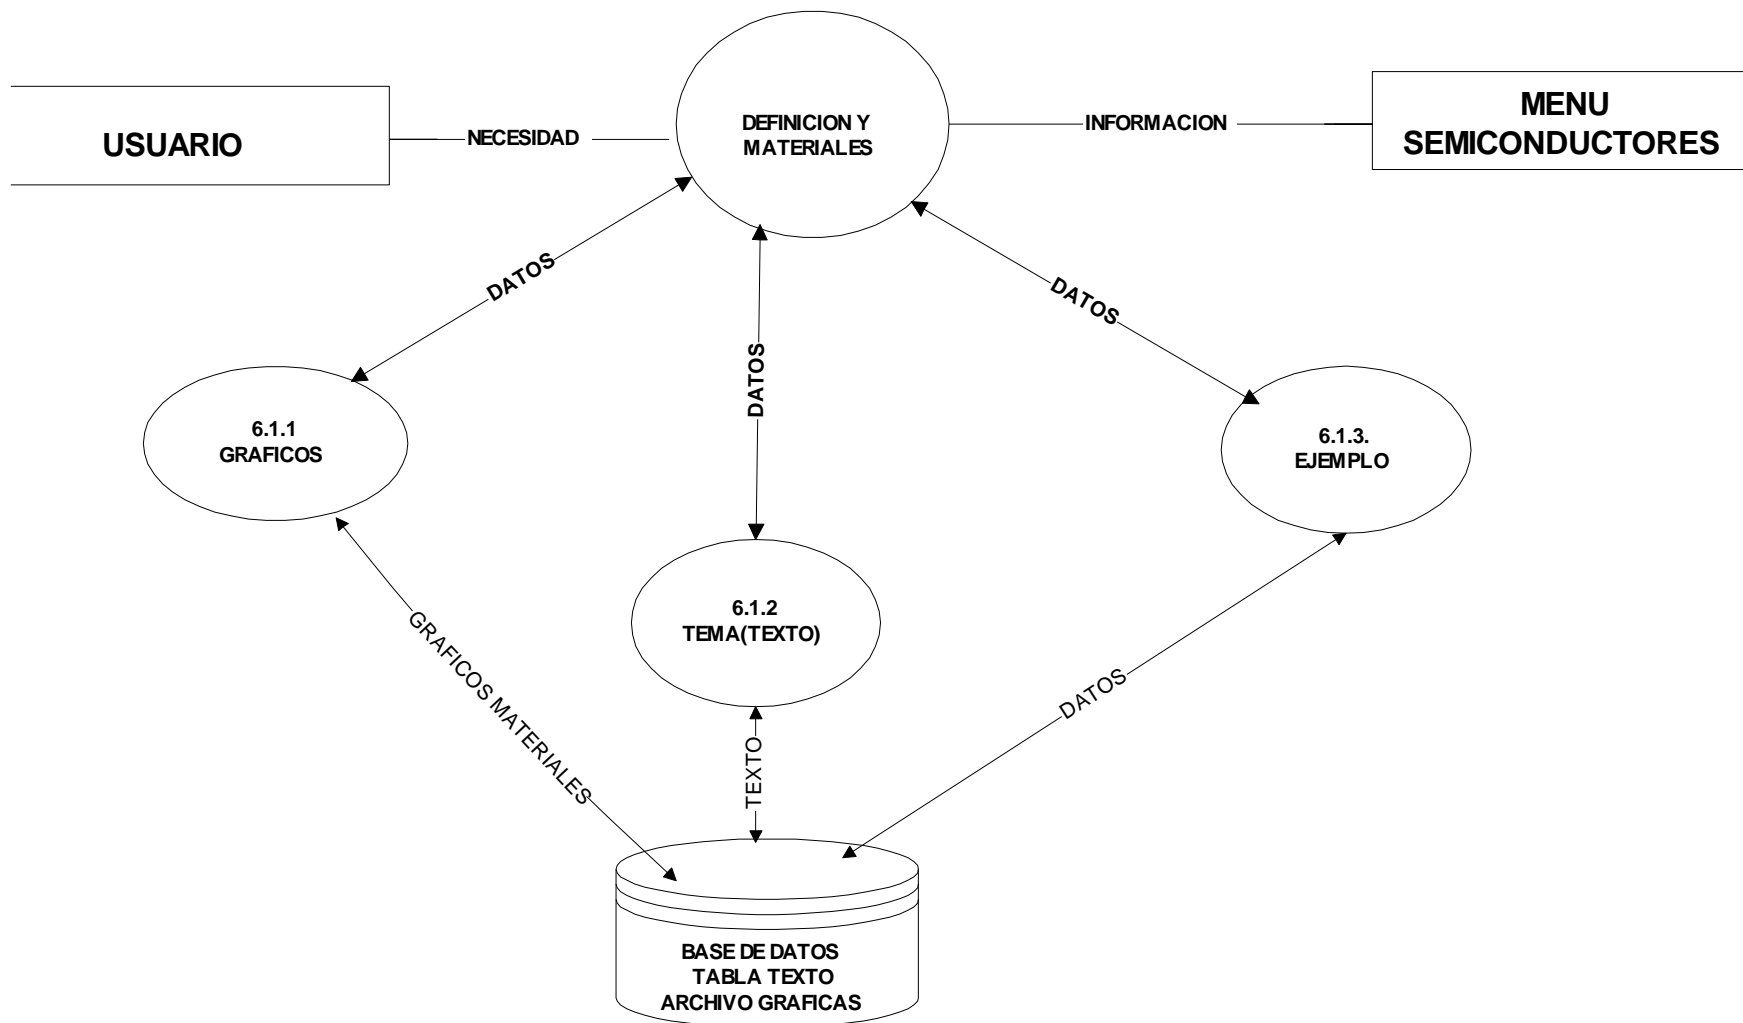 USUARIO
NECESIDAD
DEFINICION Y
MATERIALES
INFORMACION
MENU
SEMICONDUCTORES
DATOS
DATOS
DATOS
6.1.1
GRAFICOS
6.1.3.
EJEMPLO
6.1.2
TEMA(TEXTO)
GRAFICOS MATERIALES
TEXTO
DATOS
BASE DE DATOS
TABLA TEXTO
ARCHIVO GRAFICAS